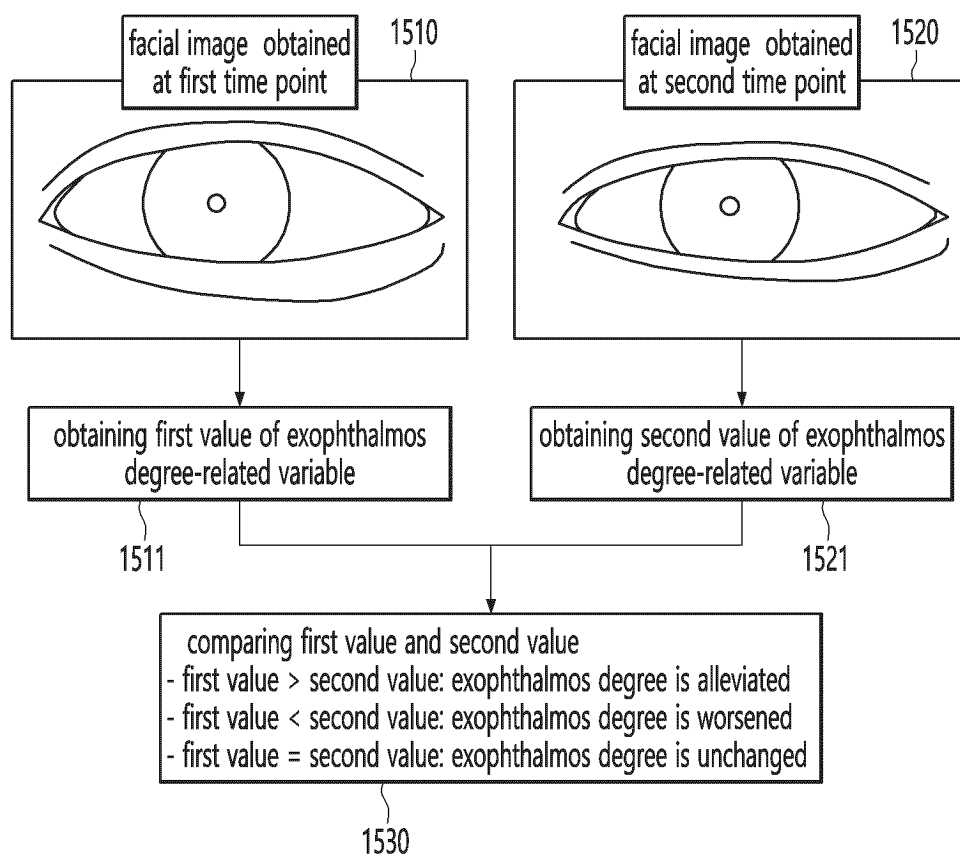 1510
facial image obtained
at first time point
1520
facial image obtained
at second time point
obtaining first value of exophthalmos
degree-related variable
1511
obtaining second value of exophthalmos
degree-related variable
1521
comparing first value and second value
- first value > second value: exophthalmos degree is alleviated
- first value < second value: exophthalmos degree is worsened
- first value = second value: exophthalmos degree is unchanged
1530